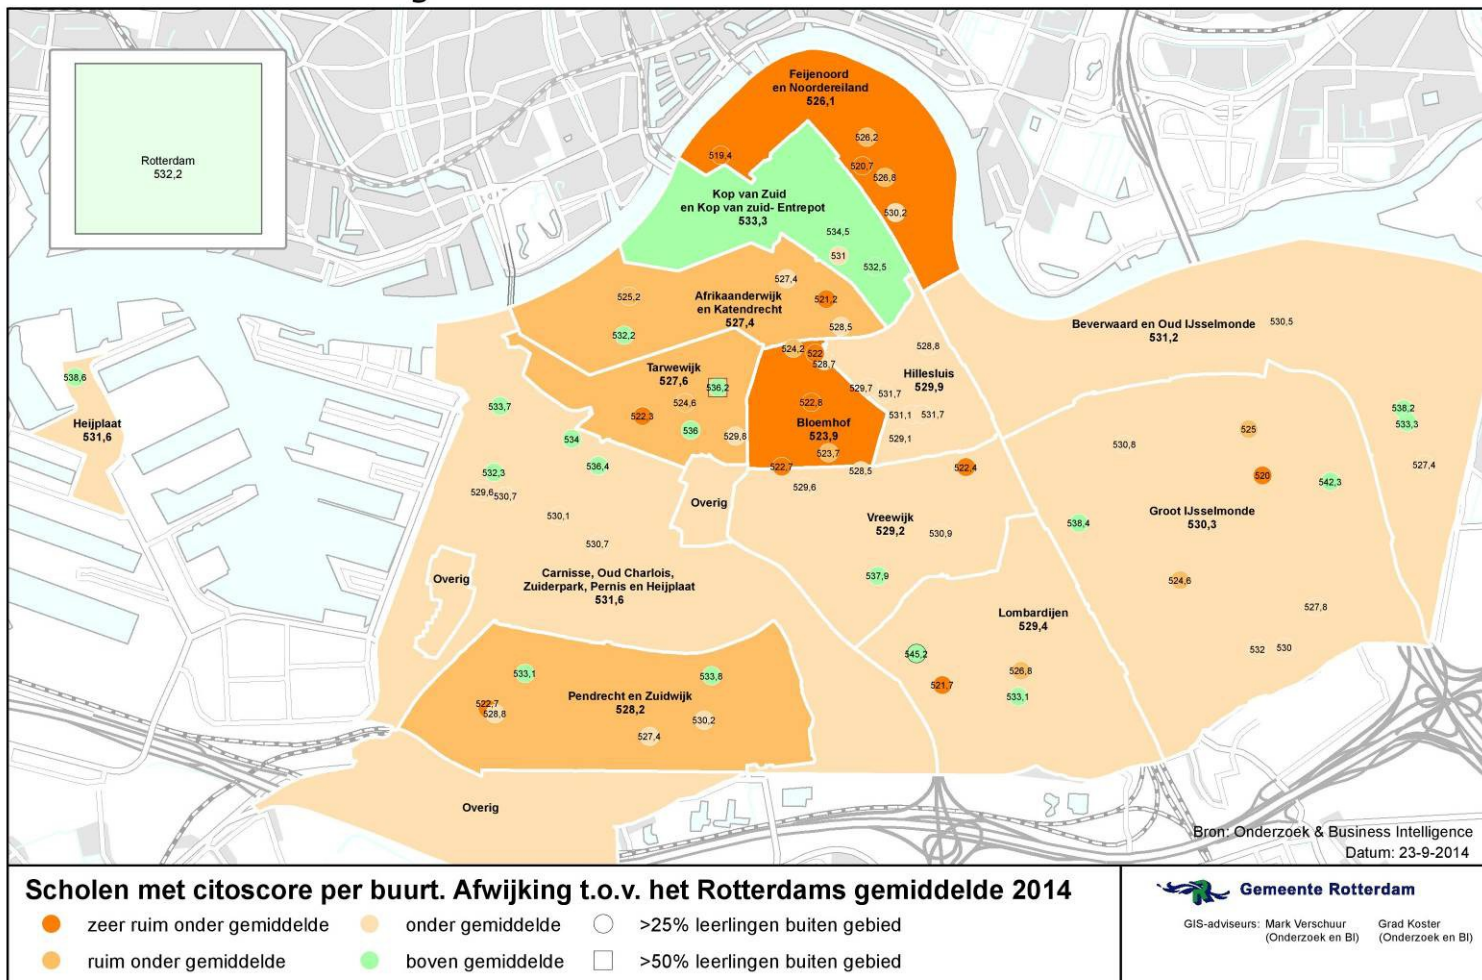 Rotterdam
532,2
Feijenoord
en Noordereiland
526,1
526,2
519,4
520,7
526,8
530,2
Kop van Zuid
en Kop van zuid- Entrepot
533,3
534,5
531
532,5
527,4
525,2
Afrikaanderwijk
en Katendrecht
527,4
521,2
528,5
532,2
Beverwaard en Oud IJsselmonde
531,2
530,5
524,2
522
528,7
528,8
Tarwewijk
527,6
536,2
524,6
522,3
536
529,8
Hillesluis
529,9
529,7
531,7
531,1
531,7
529,1
522,8
Bloemhof
523,9
523,7
538,6
Heijplaat
531,6
533,7
534
532,3
536,4
529,6
530,7
530,1
530,7
522,7
528,5
522,4
529,6
Overig
Vreewijk
529,2
530,9
537,9
538,2
533,3
527,4
525
530,8
520
542,3
538,4
Groot IJsselmonde
530,3
524,6
527,8
532
530
Overig
Carnisse, Oud Charlois,
Zuiderpark, Pernis en Heijplaat
531,6
Lombardijen
529,4
545,2
526,8
521,7
533,1
533,1
533,8
Pendrecht en Zuidwijk
528,2
522,7
528,8
530,2
527,4
Overig
Bron: Onderzoek & Business Intelligence
Datum: 23-9-2014
Scholen met citoscore per buurt. Afwijking t.o.v. het Rotterdams gemiddelde 2014
zeer ruim onder gemiddelde
onder gemiddelde
>25% leerlingen buiten gebied
ruim onder gemiddelde
boven gemiddelde
>50% leerlingen buiten gebied
Gemeente Rotterdam
GIS-adviseurs: Mark Verschuur Grad Koster
(Onderzoek en BI) (Onderzoek en BI)